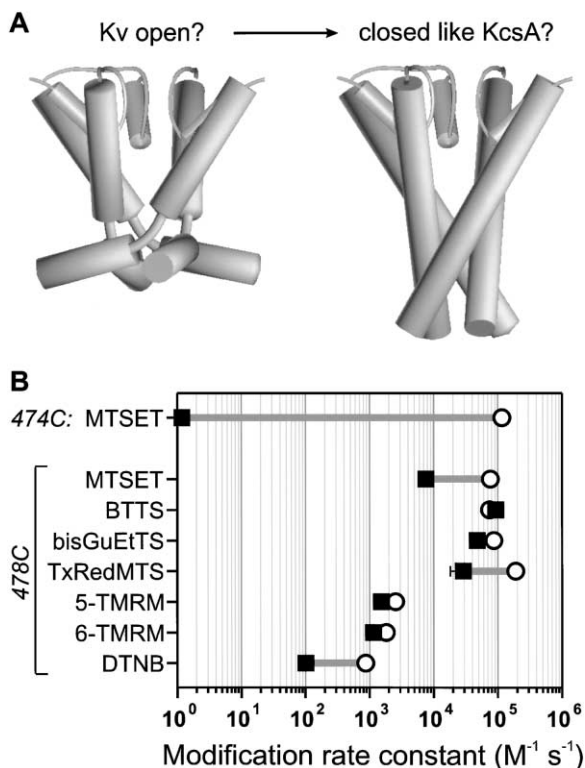 A
Kv open? → closed like KcsA?
B
474C: MTSET
478C
MTSET
BTTS
bisGuEtTS
TxRedMTS
5-TMRM
6-TMRM
DTNB
10⁰ 10¹ 10² 10³ 10⁴ 10⁵ 10⁶
Modification rate constant (M⁻¹ s⁻¹)